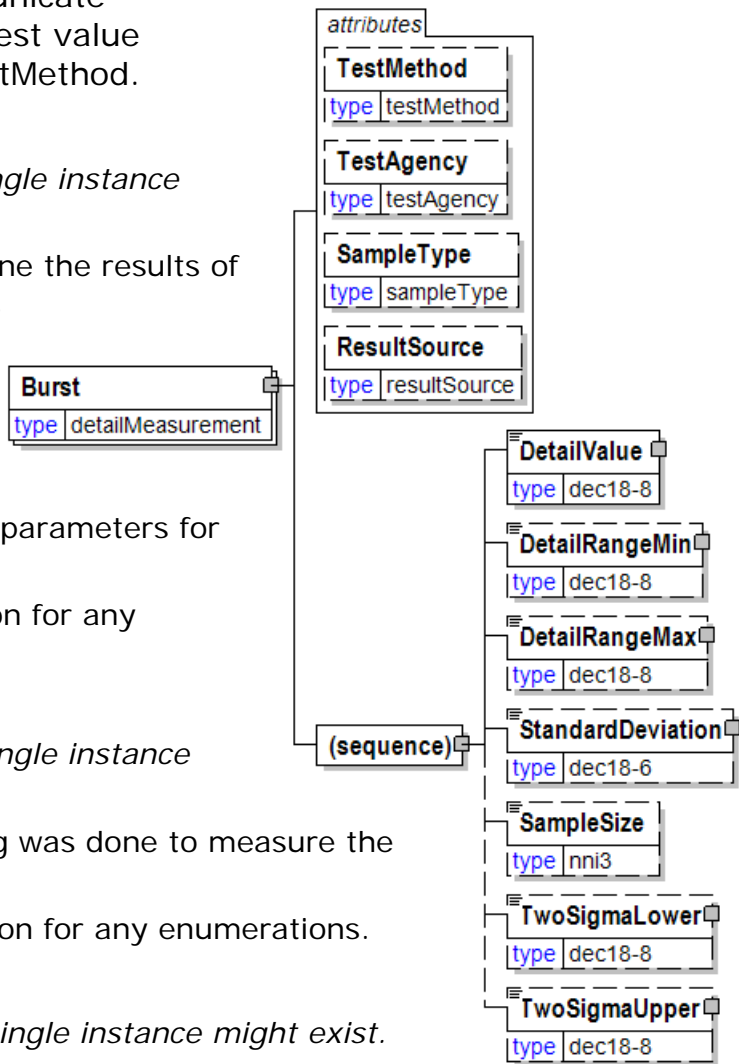 unicate
est value
tMethod.
ngle instance
ne the results of
parameters for
on for any
ngle instance
g was done to measure the
on for any enumerations.
single instance might exist.
Burst
type detailMeasurement
attributes
TestMethod
type testMethod
TestAgency
type testAgency
SampleType
type sampleType
ResultSource
type resultSource
(sequence)
DetailValue
type dec18-8
DetailRangeMin
type dec18-8
DetailRangeMax
type dec18-8
StandardDeviation
type dec18-6
SampleSize
type nni3
TwoSigmaLower
type dec18-8
TwoSigmaUpper
type dec18-8